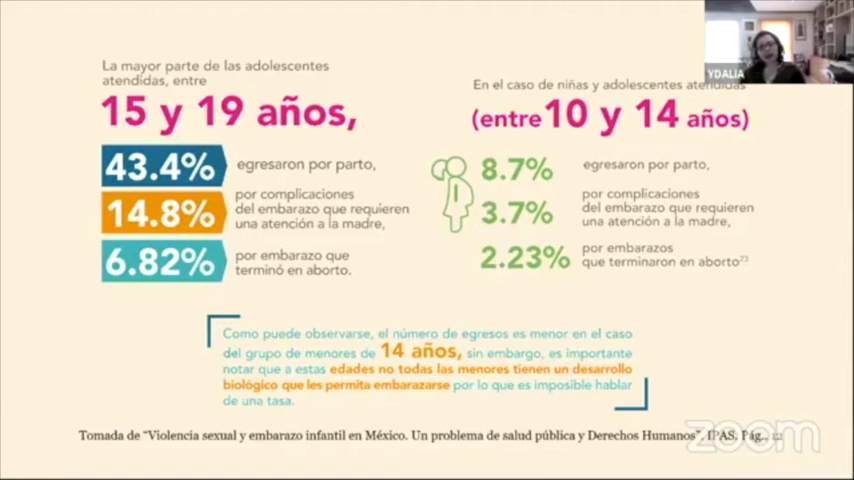 YDALIA
La mayor parte de las adolescentes
atendidas, entre
15 y 19 años,
43.4% egresaron por parto,
14.8% por complicaciones
del embarazo que requieren
una atención a la madre,
6.82% por embarazo que
terminó en aborto.
En el caso de niñas y adolescentes atendidas
(entre 10 y 14 años)
8.7% egresaron por parto,
3.7% por complicaciones
del embarazo que requieren
una atención a la madre,
2.23% por embarazos
que terminaron en aborto²³
Como puede observarse, el número de egresos es menor en el caso
del grupo de menores de 14 años, sin embargo, es importante
notar que a estas edades no todas las menores tienen un desarrollo
biológico que les permita embarazarse por lo que es imposible hablar
de una tasa.
Tomada de “Violencia sexual y embarazo infantil en México. Un problema de salud pública y Derechos Humanos”. IPAS. Pág.
zoom